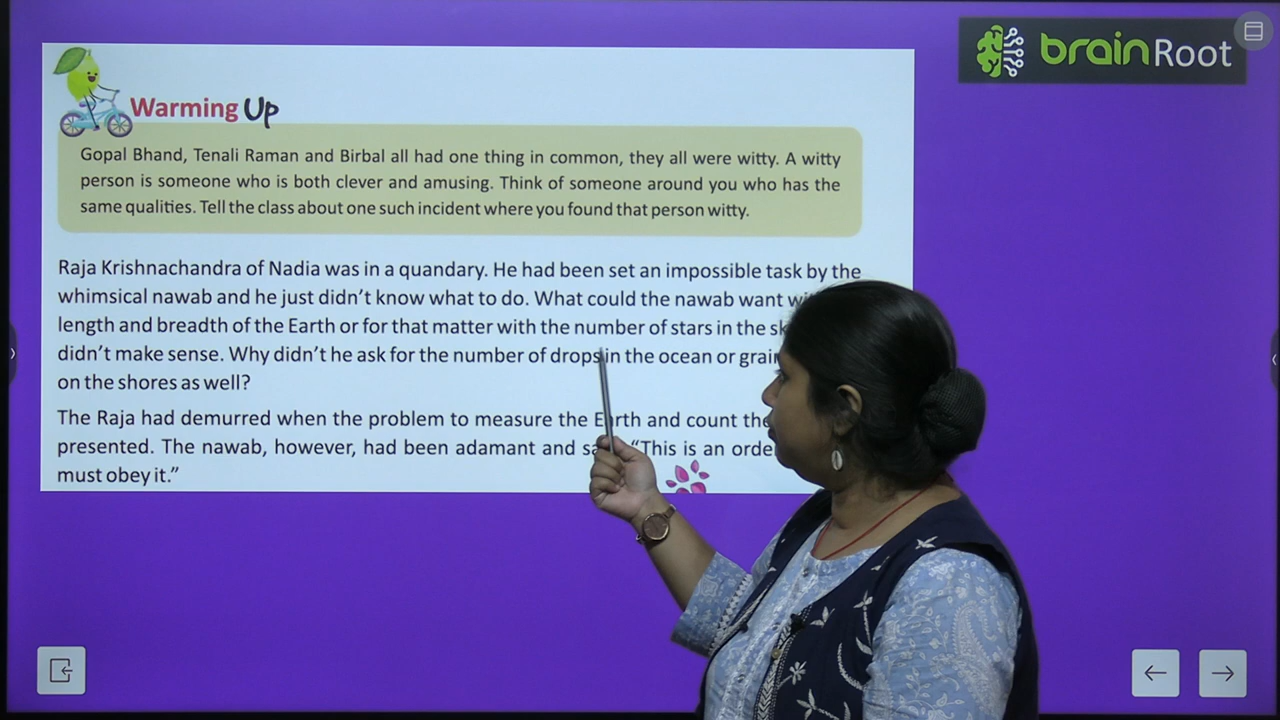 brainRoot
Warming Up
Gopal Bhand, Tenali Raman and Birbal all had one thing in common, they all were witty. A witty
person is someone who is both clever and amusing. Think of someone around you who has the
same qualities. Tell the class about one such incident where you found that person witty.
Raja Krishnachandra of Nadia was in a quandary. He had been set an impossible task by the
whimsical nawab and he just didn't know what to do. What could the nawab want
length and breadth of the Earth or for that matter with the number of stars in the
didn't make sense. Why didn't he ask for the number of drops in the ocean or
on the shores as well?
The Raja had demurred when the problem to measure the Earth and count
presented. The nawab, however, had been adamant and "This is an
must obey it."